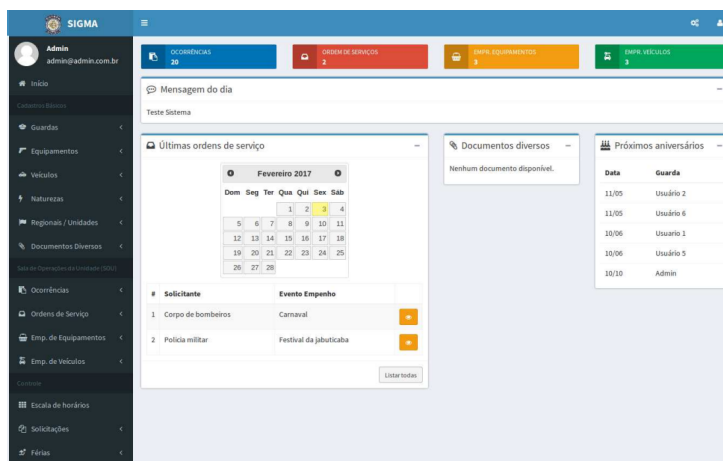 SIGMA
Admin
admin@admin.com.br
Início
Cadastros Básicos
Guardas
Equipamentos
Veículos
Naturezas
Regionais / Unidades
Documentos Diversos
Sala de Operações da Unidade (SOU)
Ocorrências
Ordens de Serviço
Emp. de Equipamentos
Emp. de Veículos
Controle
Escala de horários
Solicitações
Férias
OCORRÊNCIAS
20
ORDEM DE SERVIÇOS
2
EMPR. EQUIPAMENTOS
3
EMPR. VEÍCULOS
3
Mensagem do dia
Teste Sistema
Últimas ordens de serviço
Fevereiro 2017
Dom Seg Ter Qua Qui Sex Sáb
1 2 3 4
5 6 7 8 9 10 11
12 13 14 15 16 17 18
19 20 21 22 23 24 25
26 27 28
# Solicitante Evento Empenho
1 Corpo de bombeiros Carnaval
2 Policia militar Festival da jabuticaba
Listar todas
Documentos diversos
Nenhum documento disponível.
Próximos aniversários
Data Guarda
11/05 Usuário 2
11/05 Usuário 6
10/06 Usuario 1
10/06 Usuário 5
10/10 Admin